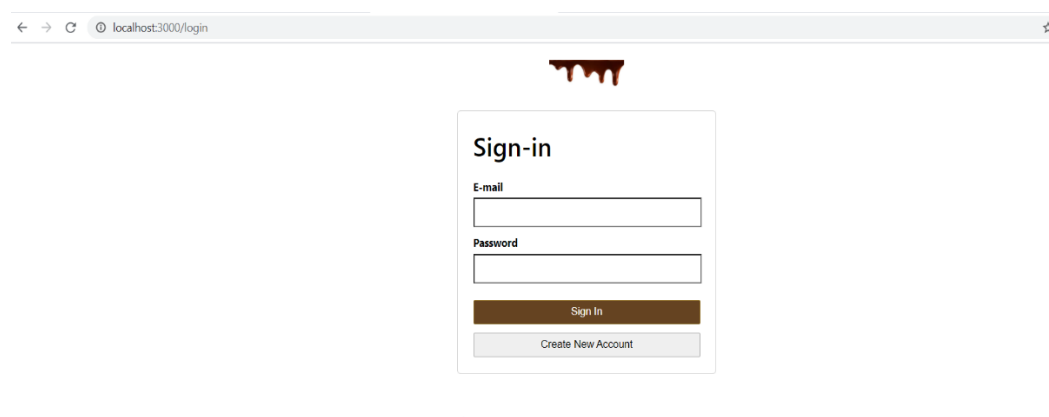 localhost:3000/login
Sign-in
E-mail
Password
Sign In
Create New Account